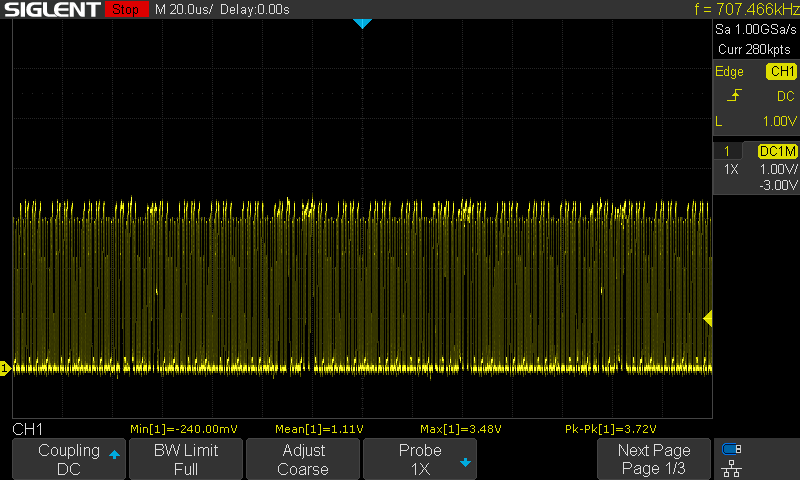 SIGLENT Stop M 20.0us/ Delay:0.00s f = 707.466kHz
Sa 1.00GSa/s
Curr 280kpts
Edge CH1
DC
L 1.00V
1 DC1M
1X 1.00V/
-3.00V
1
CH1 Min[1]=-240.00mV Mean[1]=1.11V Max[1]=3.48V Pk-Pk[1]=3.72V
Coupling BW Limit Adjust Probe Next Page
DC Full Coarse 1X Page 1/3